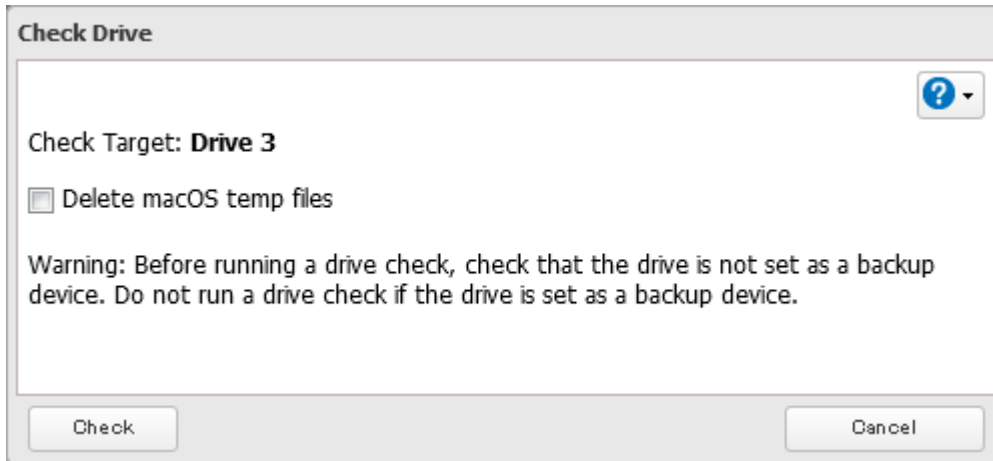 Check Drive
?
Check Target: Drive 3
Delete macOS temp files
Warning: Before running a drive check, check that the drive is not set as a backup
device. Do not run a drive check if the drive is set as a backup device.
Check
Cancel